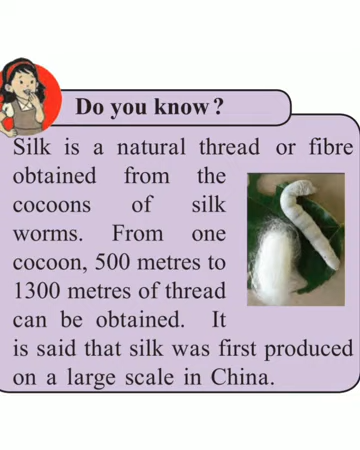 Do you know?
Silk is a natural thread or fibre
obtained from the
cocoons of silk
worms. From one
cocoon, 500 metres to
1300 metres of thread
can be obtained. It
is said that silk was first produced
on a large scale in China.